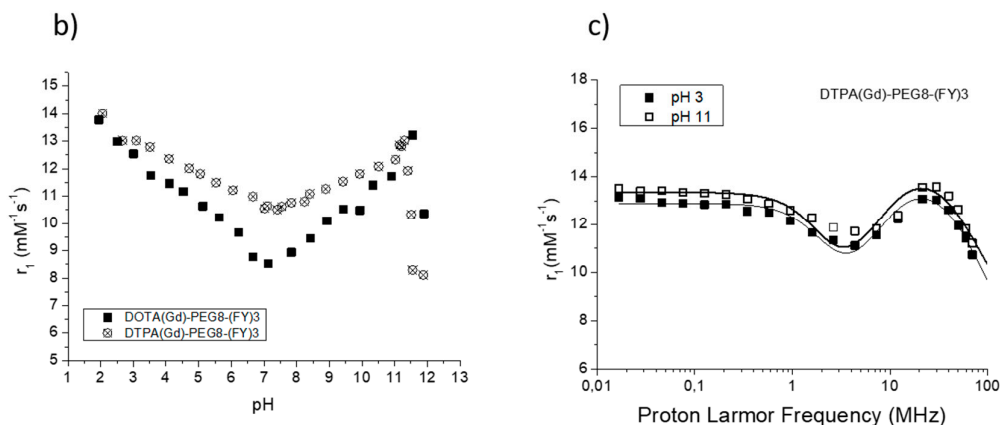 b)
15
14
13
12
11
10
9
8
7
6
5
r1 (mM-1s-1)
DOTA(Gd)-PEG8-(FY)3
DTPA(Gd)-PEG8-(FY)3
1 2 3 4 5 6 7 8 9 10 11 12 13
pH
c)
18
16
14
12
10
8
6
r1 (mM-1s-1)
pH 3
pH 11
DTPA(Gd)-PEG8-(FY)3
0,01 0,1 1 10 100
Proton Larmor Frequency (MHz)